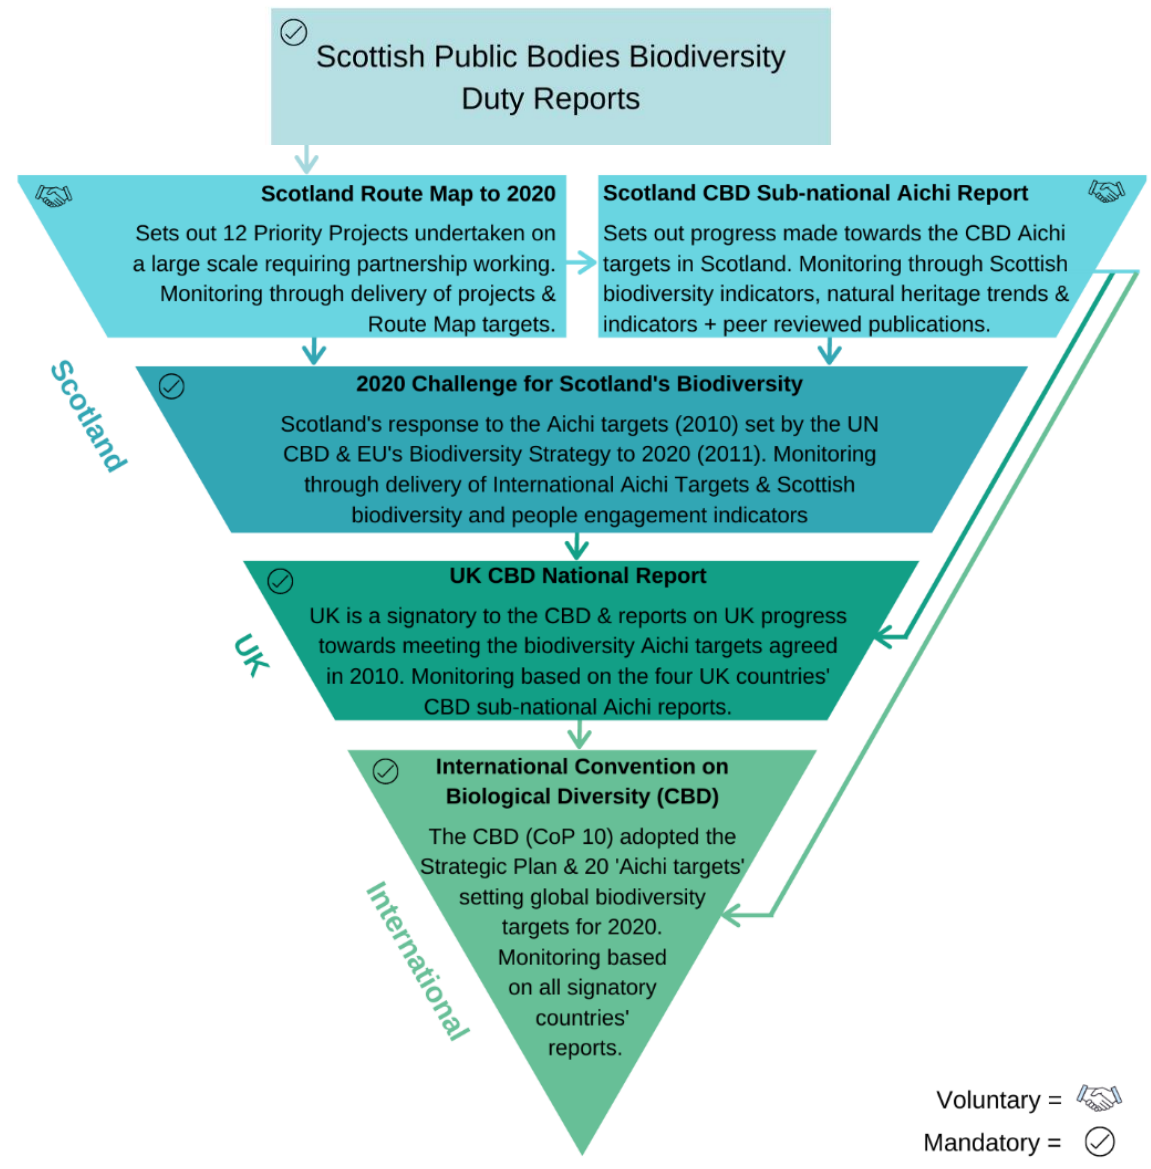 Scottish Public Bodies Biodiversity
Duty Reports
Scotland Route Map to 2020
Sets out 12 Priority Projects undertaken on
a large scale requiring partnership working.
Monitoring through delivery of projects &
Route Map targets.
Scotland CBD Sub-national Aichi Report
Sets out progress made towards the CBD Aichi
targets in Scotland. Monitoring through Scottish
biodiversity indicators, natural heritage trends &
indicators + peer reviewed publications.
Scotland
2020 Challenge for Scotland's Biodiversity
Scotland's response to the Aichi targets (2010) set by the UN
CBD & EU's Biodiversity Strategy to 2020 (2011). Monitoring
through delivery of International Aichi Targets & Scottish
biodiversity and people engagement indicators
UK
UK CBD National Report
UK is a signatory to the CBD & reports on UK progress
towards meeting the biodiversity Aichi targets agreed
in 2010. Monitoring based on the four UK countries'
CBD sub-national Aichi reports.
International
International Convention on
Biological Diversity (CBD)
The CBD (CoP 10) adopted the
Strategic Plan & 20 'Aichi targets'
setting global biodiversity
targets for 2020.
Monitoring based
on all signatory
countries'
reports.
Voluntary =
Mandatory =